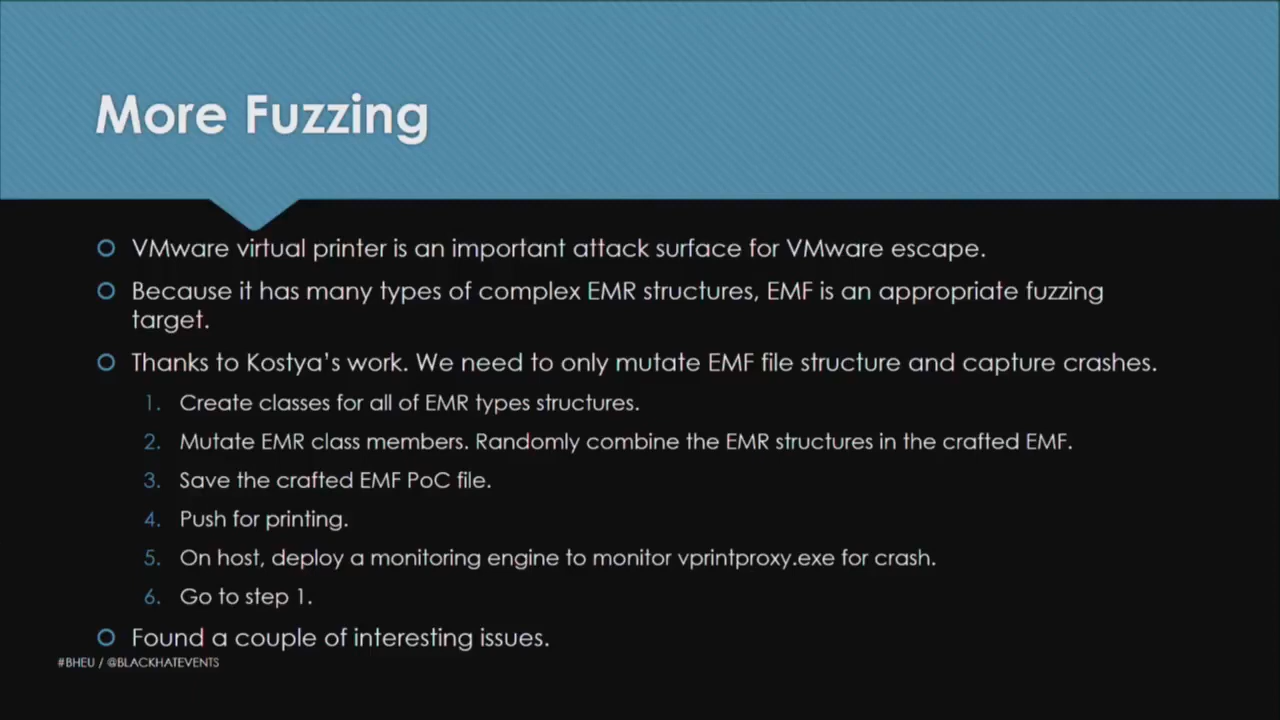 More Fuzzing
VMware virtual printer is an important attack surface for VMware escape.
Because it has many types of complex EMR structures, EMF is an appropriate fuzzing
target.
Thanks to Kostya’s work. We need to only mutate EMF file structure and capture crashes.
1. Create classes for all of EMR types structures.
2. Mutate EMR class members. Randomly combine the EMR structures in the crafted EMF.
3. Save the crafted EMF PoC file.
4. Push for printing.
5. On host, deploy a monitoring engine to monitor vprintproxy.exe for crash.
6. Go to step 1.
Found a couple of interesting issues.
#BHEU / @BLACKHATEVENTS